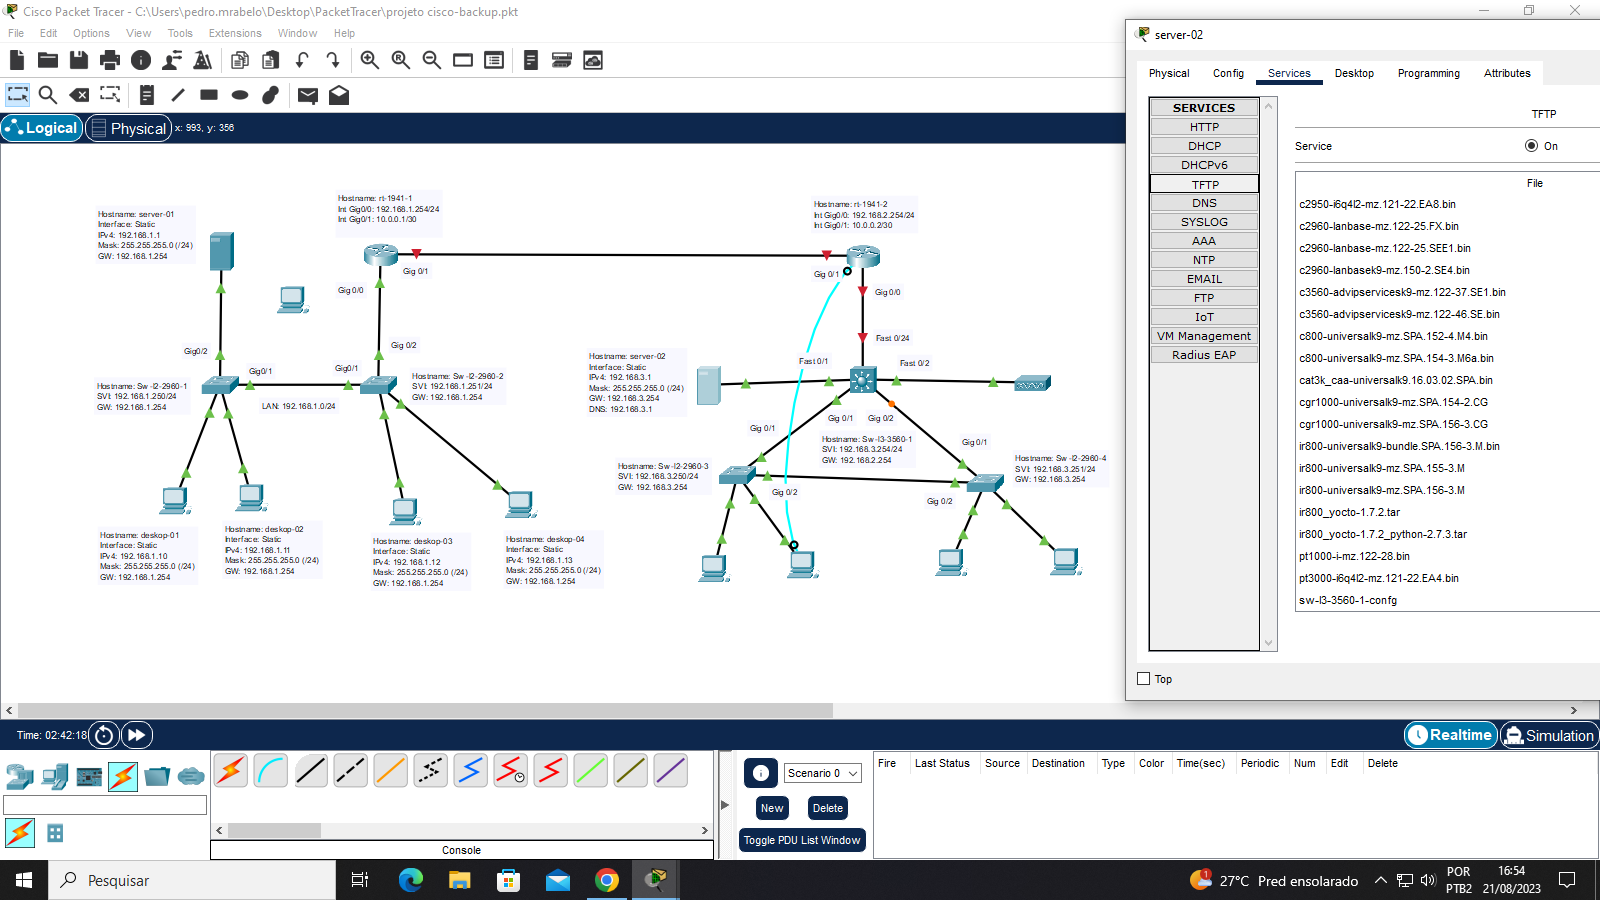 Cisco Packet Tracer - C:\Users\pedro.mrabelo\Desktop\PacketTracer\projeto cisco-backup.pkt
File Edit Options View Tools Extensions Window Help
Logical Physical x: 993, y: 356
Hostname: server-01
Interface: Static
IPv4: 192.168.1.1
Mask: 255.255.255.0 (/24)
GW: 192.168.1.254
Hostname: rt-1941-1
Int Gig0/0: 192.168.1.254/24
Int Gig0/1: 10.0.0.1/30
Hostname: rt-1941-2
Int Gig0/0: 192.168.2.254/24
Int Gig0/1: 10.0.0.2/30
Gig 0/1
Gig 0/0
Gig 0/1
Gig 0/0
Gig 0/2
Fast 0/24
Gig0/2
Gig0/1
Gig0/1
Hostname: Sw-l2-2960-1
SVI: 192.168.1.250/24
GW: 192.168.1.254
LAN: 192.168.1.0/24
Hostname: Sw-l2-2960-2
SVI: 192.168.1.251/24
GW: 192.168.1.254
Hostname: server-02
Interface: Static
IPv4: 192.168.3.1
Mask: 255.255.255.0 (/24)
GW: 192.168.3.254
DNS: 192.168.3.1
Fast 0/1
Fast 0/2
Gig 0/1
Gig 0/2
Gig 0/1
Hostname: Sw-l3-3560-1
SVI: 192.168.3.254/24
GW: 192.168.2.254
Gig 0/1
Hostname: Sw-l2-2960-3
SVI: 192.168.3.250/24
GW: 192.168.3.254
Gig 0/2
Hostname: Sw-l2-2960-4
SVI: 192.168.3.251/24
GW: 192.168.3.254
Gig 0/2
Hostname: deskop-01
Interface: Static
IPv4: 192.168.1.10
Mask: 255.255.255.0 (/24)
GW: 192.168.1.254
Hostname: deskop-02
Interface: Static
IPv4: 192.168.1.11
Mask: 255.255.255.0 (/24)
GW: 192.168.1.254
Hostname: deskop-03
Interface: Static
IPv4: 192.168.1.12
Mask: 255.255.255.0 (/24)
GW: 192.168.1.254
Hostname: deskop-04
Interface: Static
IPv4: 192.168.1.13
Mask: 255.255.255.0 (/24)
GW: 192.168.1.254
server-02
Physical Config Services Desktop Programming Attributes
SERVICES
HTTP
DHCP
DHCPv6
TFTP
DNS
SYSLOG
AAA
NTP
EMAIL
FTP
IoT
VM Management
Radius EAP
TFTP
Service On
File
c2950-i6q4l2-mz.121-22.EA8.bin
c2960-lanbase-mz.122-25.FX.bin
c2960-lanbase-mz.122-25.SEE1.bin
c2960-lanbasek9-mz.150-2.SE4.bin
c3560-advipservicesk9-mz.122-37.SE1.bin
c3560-advipservicesk9-mz.122-46.SE.bin
c800-universalk9-mz.SPA.152-4.M4.bin
c800-universalk9-mz.SPA.154-3.M6a.bin
cat3k_caa-universalk9.16.03.02.SPA.bin
cgr1000-universalk9-mz.SPA.154-2.CG
cgr1000-universalk9-mz.SPA.156-3.CG
ir800-universalk9-bundle.SPA.156-3.M.bin
ir800-universalk9-mz.SPA.155-3.M
ir800-universalk9-mz.SPA.156-3.M
ir800_yocto-1.7.2.tar
ir800_yocto-1.7.2_python-2.7.3.tar
pt1000-i-mz.122-28.bin
pt3000-i6q4l2-mz.121-22.EA4.bin
sw-l3-3560-1-confg
Top
Time: 02:42:18
Realtime Simulation
Console
Scenario 0
New Delete
Toggle PDU List Window
Fire Last Status Source Destination Type Color Time(sec) Periodic Num Edit Delete
Pesquisar
1
27°C Pred ensolarado
POR
PTB2
16:54
21/08/2023